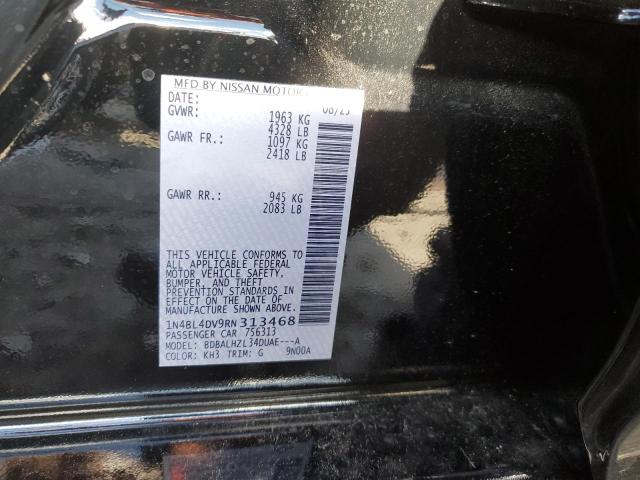 MFD BY NISSAN MOTOR
DATE: 08/23
GVWR: 1963 KG
4328 LB
GAWR FR.: 1097 KG
2418 LB
GAWR RR.: 945 KG
2083 LB
THIS VEHICLE CONFORMS TO
ALL APPLICABLE FEDERAL
MOTOR VEHICLE SAFETY,
BUMPER, AND THEFT
PREVENTION STANDARDS IN
EFFECT ON THE DATE OF
MANUFACTURE SHOWN ABOVE.
1N4BL4DV9RN313468
PASSENGER CAR 756313
MODEL: BDBALHZL34DUAE---A
COLOR: KH3 TRIM: G 9N00A